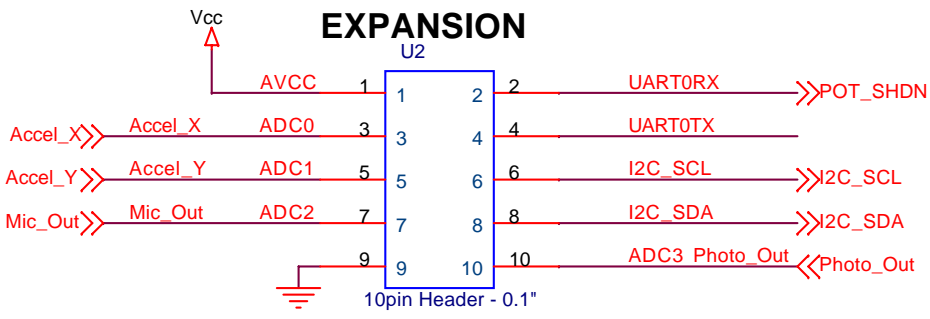 Vcc
EXPANSION
U2
AVCC 1 1 2 2 UART0RX POT_SHDN
Accel_X Accel_X ADC0 3 3 4 4 UART0TX
Accel_Y Accel_Y ADC1 5 5 6 6 I2C_SCL I2C_SCL
Mic_Out Mic_Out ADC2 7 7 8 8 I2C_SDA I2C_SDA
9 9 10 10 ADC3 Photo_Out Photo_Out
10pin Header - 0.1"